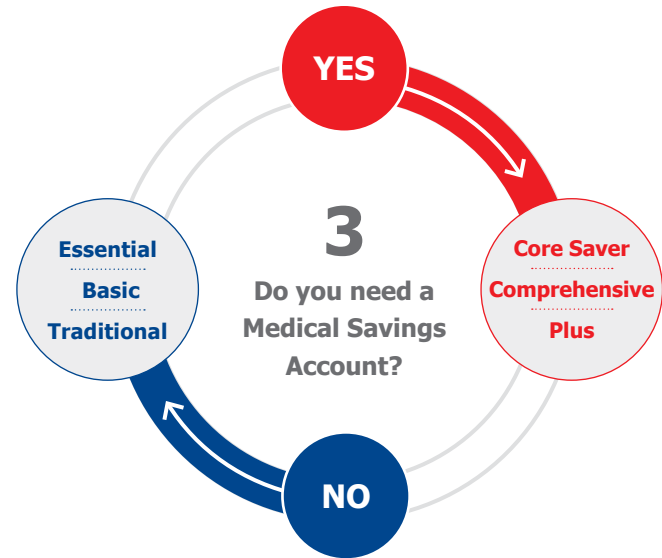 YES
3
Do you need a
Medical Savings
Account?
Essential
Basic
Traditional
Core Saver
Comprehensive
Plus
NO